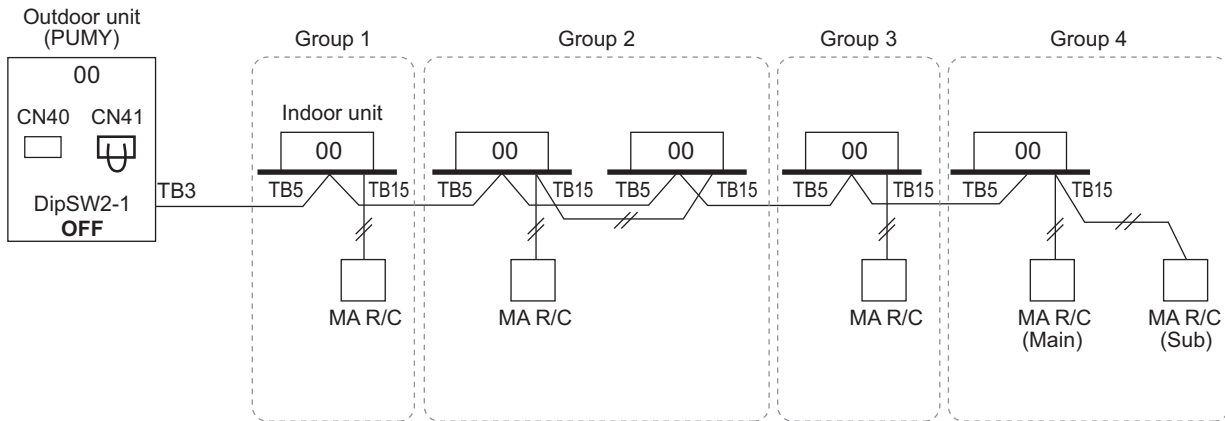 Outdoor unit
(PUMY)
00
CN40 CN41
DipSW2-1
OFF
TB3
Group 1
Indoor unit
00
TB5 TB15
MA R/C
Group 2
00 00
TB5 TB15 TB5 TB15
MA R/C
Group 3
00
TB5 TB15
MA R/C
Group 4
00
TB5 TB15
MA R/C
(Main)
MA R/C
(Sub)